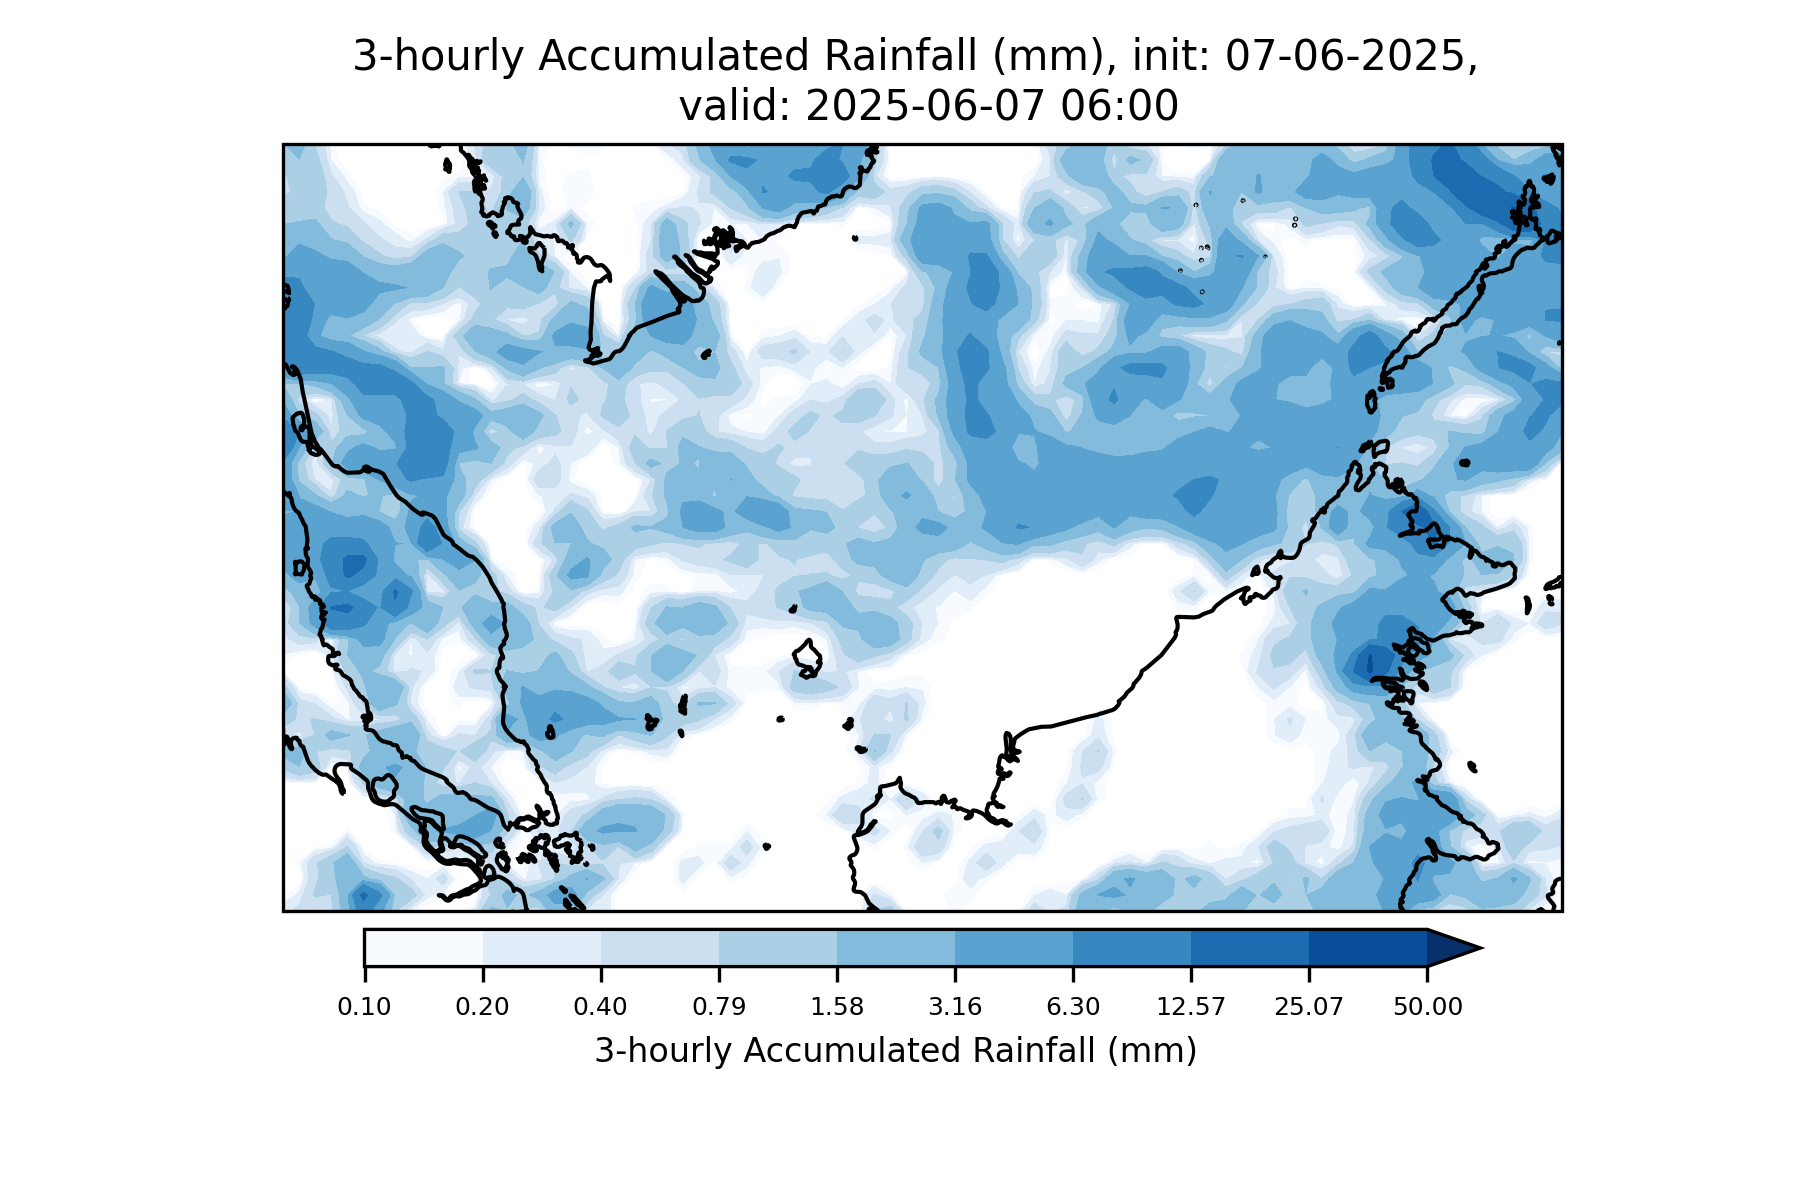 3-hourly Accumulated Rainfall (mm), init: 07-06-2025,
valid: 2025-06-07 06:00
0.10 0.20 0.40 0.79 1.58 3.16 6.30 12.57 25.07 50.00
3-hourly Accumulated Rainfall (mm)